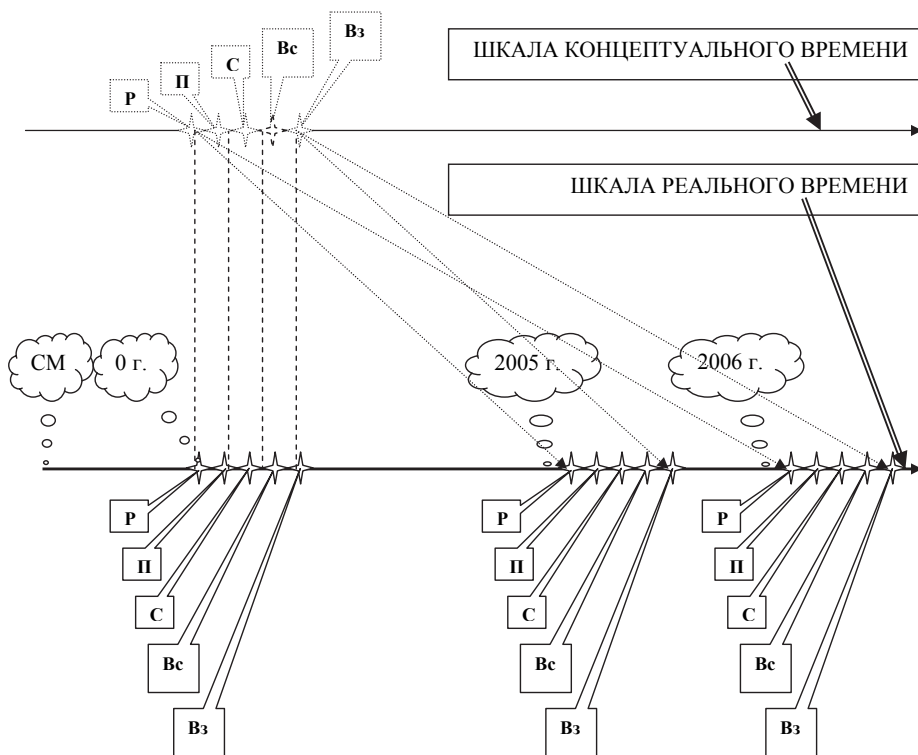 Р
П
С
Вс
Вз
ШКАЛА КОНЦЕПТУАЛЬНОГО ВРЕМЕНИ
ШКАЛА РЕАЛЬНОГО ВРЕМЕНИ
СМ
0 г.
2005 г.
2006 г.
Р
П
С
Вс
Вз
Р
П
С
Вс
Вз
Р
П
С
Вс
Вз